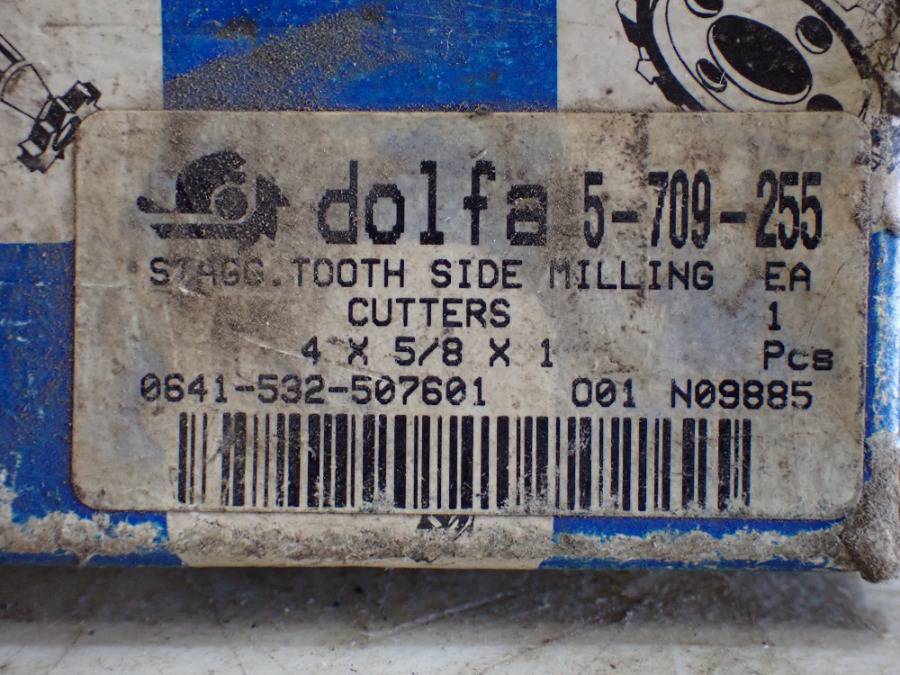 dolfa 5-709-255
STAGG.TOOTH SIDE MILLING EA
CUTTERS 1
4 X 5/8 X 1 Pcs
0641-532-507601 001 N09885